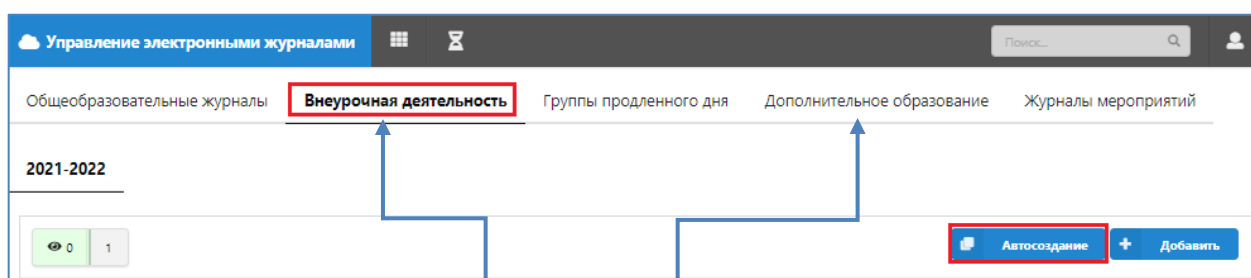 Управление электронными журналами Поиск...
Общеобразовательные журналы Внеурочная деятельность Группы продленного дня Дополнительное образование Журналы мероприятий
2021-2022
0 1 Автосоздание + Добавить